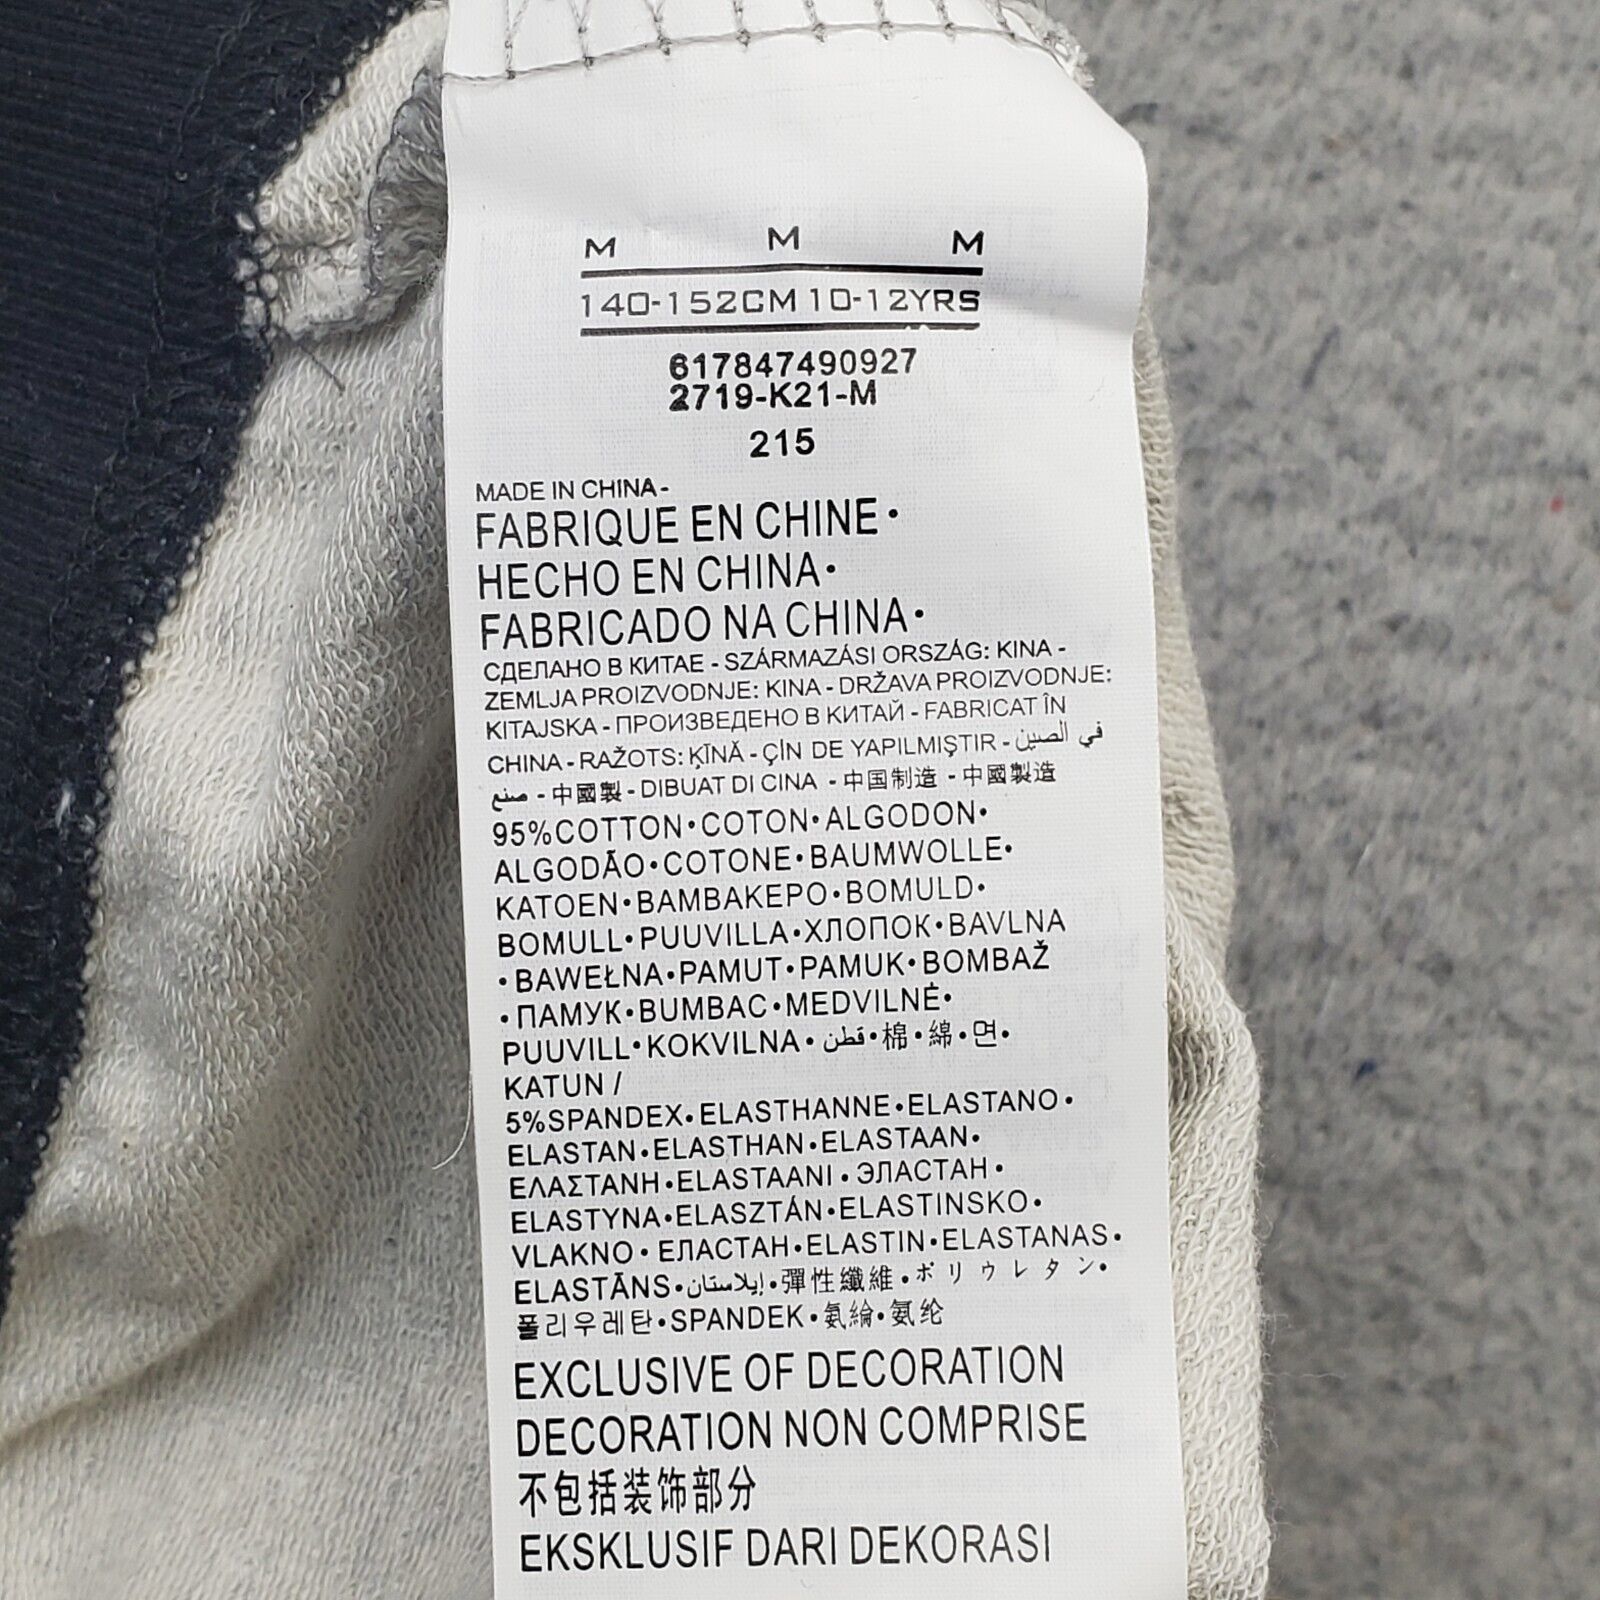 M M M
140-152CM 10-12YRS
617847490927
2719-K21-M
215
MADE IN CHINA -
FABRIQUE EN CHINE •
HECHO EN CHINA •
FABRICADO NA CHINA •
СДЕЛАНО В КИТАЕ - SZÁRMAZÁSI ORSZÁG: KINA -
ZEMLJA PROIZVODNJE: KINA - DRŽAVA PROIZVODNJE:
KITAJSKA - ПРОИЗВЕДЕНО В КИТАЙ - FABRICAT ÎN
CHINA - RAŽOTS: ĶĪNĀ - ÇİN DE YAPILMIŞTIR - في الصين
صنع - 中國製 - DIBUAT DI CINA - 中国制造 - 中國製造
95%COTTON • COTON • ALGODON •
ALGODÃO • COTONE • BAUMWOLLE •
KATOEN • ΒΑΜΒΑΚΕΡΟ • BOMULD •
BOMULL • PUUVILLA • ХЛОПОК • BAVLNA
• BAWEŁNA • PAMUT • PAMUK • BOMBAŽ
• ПАМУК • BUMBAC • MEDVILNĖ •
PUUVILL • KOKVILNA • قطن • 棉 • 綿 • 면 •
KATUN /
5%SPANDEX • ELASTHANNE • ELASTANO •
ELASTAN • ELASTHAN • ELASTAAN •
ΕΛΑΣΤΑΝΗ • ELASTAANI • ЭЛАСТАН •
ELASTYNA • ELASZTÁN • ELASTINSKO •
VLAKNO • ЕЛАСТАН • ELASTIN • ELASTANAS •
ELASTĀNS • إيلاستان • 彈性纖維 • ポリウレタン •
폴리우레탄 • SPANDEK • 氨綸 • 氨纶
EXCLUSIVE OF DECORATION
DECORATION NON COMPRISE
不包括装饰部分
EKSKLUSIF DARI DEKORASI